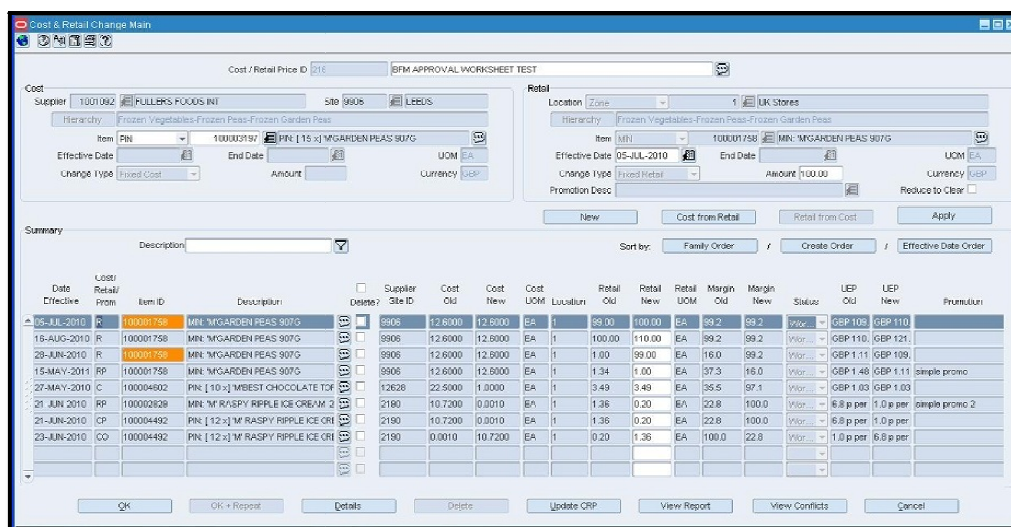 Cost & Retail Change Main
Cost / Retail Price ID 216 BFM APPROVAL WORKSHEET TEST
Cost Retail
Supplier 1001092 FULLERS FOODS INT Site 9906 LEEDS Location Zone 1 UK Stores
Hierarchy Frozen Vegetables-Frozen Peas-Frozen Garden Peas Hierarchy Frozen Vegetables-Frozen Peas-Frozen Garden Peas
Item PIN 100003197 PIN: [ 15 x] 'M'GARDEN PEAS 907G Item MIN 100001758 MIN: 'M'GARDEN PEAS 907G
Effective Date End Date UOM EA Effective Date 05-JUL-2010 End Date UOM EA
Change Type Fixed Cost Amount Currency GBP Change Type Fixed Retail Amount 100.00 Currency GBP
Promotion Desc Reduce to Clear
New Cost from Retail Retail from Cost Apply
Summary
Description Sort by: Family Order / Create Order / Effective Date Order
Date Effective Cost/ Retail/ Prom Item ID Description Delete? Supplier Site ID Cost Old Cost New Cost UOM Location Retail Old Retail New Retail UOM Margin Old Margin New Status UEP Old UEP New Promotion
05-JUL-2010 R 100001758 MIN: 'M'GARDEN PEAS 907G 9906 12.6000 12.6000 EA 1 99.00 100.00 EA 99.2 99.2 Wor... GBP 109. GBP 110.
16-AUG-2010 R 100001758 MIN: 'M'GARDEN PEAS 907G 9906 12.6000 12.6000 EA 1 100.00 110.00 EA 99.2 99.2 Wor... GBP 110. GBP 121.
29-JUN-2010 R 100001758 MIN: 'M'GARDEN PEAS 907G 9906 12.6000 12.6000 EA 1 1.00 99.00 EA 16.0 99.2 Wor... GBP 1.11 GBP 109.
15-MAY-2011 RP 100001758 MIN: 'M'GARDEN PEAS 907G 9906 12.6000 12.6000 EA 1 1.34 1.00 EA 37.3 16.0 Wor... GBP 1.48 GBP 1.11 simple promo
27-MAY-2010 C 100004602 PIN: [ 10 x] 'M'BEST CHOCOLATE TOF 12628 22.5000 1.0000 EA 1 3.49 3.49 EA 35.5 97.1 Wor... GBP 1.03 GBP 1.03
21-JUN-2010 RP 100002828 MIN: 'M' RASPY RIPPLE ICE CREAM 2 2190 10.7200 0.0010 EA 1 1.36 0.20 EA 22.8 100.0 Wor... 6.8 p per 1.0 p per simple promo 2
21-JUN-2010 CP 100004492 PIN: [ 12 x] 'M' RASPY RIPPLE ICE CRE 2190 10.7200 0.0010 EA 1 1.36 0.20 EA 22.8 100.0 Wor... 6.8 p per 1.0 p per
23-JUN-2010 CO 100004492 PIN: [ 12 x] 'M' RASPY RIPPLE ICE CRE 2190 0.0010 10.7200 EA 1 0.20 1.36 EA 100.0 22.8 Wor... 1.0 p per 6.8 p per
OK OK + Repeat Details Delete Update CRP View Report View Conflicts Cancel